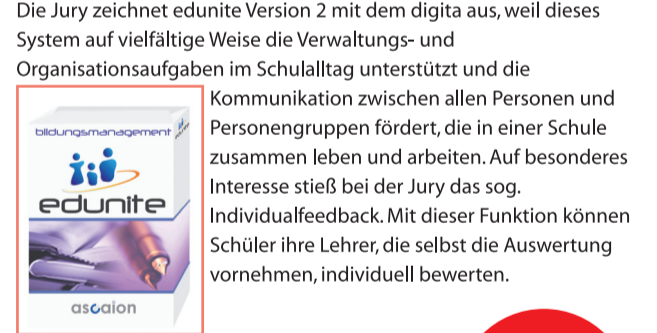 Die Jury zeichnet edunite Version 2 mit dem digita aus, weil dieses
System auf vielfältige Weise die Verwaltungs- und
Organisationsaufgaben im Schulalltag unterstützt und die
Kommunikation zwischen allen Personen und
Personengruppen fördert, die in einer Schule
zusammen leben und arbeiten. Auf besonderes
Interesse stieß bei der Jury das sog.
Individualfeedback. Mit dieser Funktion können
Schüler ihre Lehrer, die selbst die Auswertung
vornehmen, individuell bewerten.
bildungsmanagement
edunite
ascaion